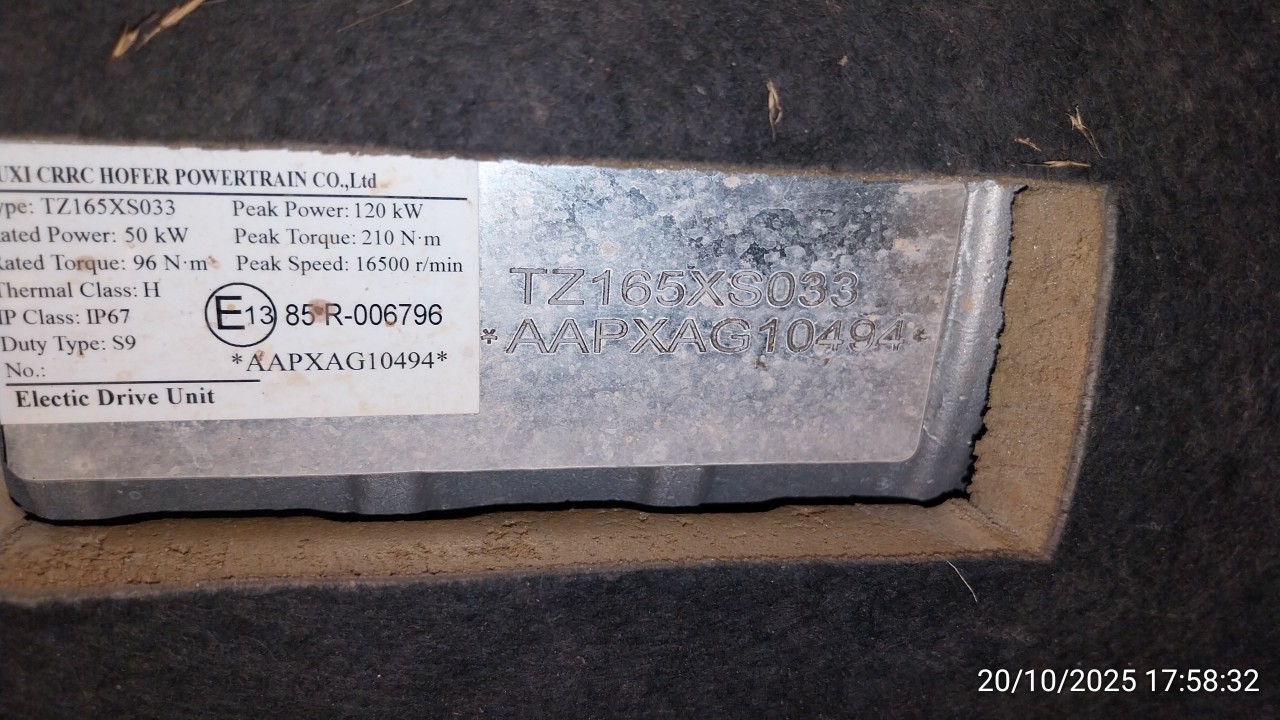 UXI CRRC HOFER POWERTRAIN CO.,Ltd
ype: TZ165XS033 Peak Power: 120 kW
ated Power: 50 kW Peak Torque: 210 N·m
ated Torque: 96 N·m Peak Speed: 16500 r/min
Thermal Class: H
IP Class: IP67
E13 85 R-006796
Duty Type: S9
No.: *AAPXAG10494*
Electic Drive Unit
TZ165XS033
*AAPXAG10494*
20/10/2025 17:58:32